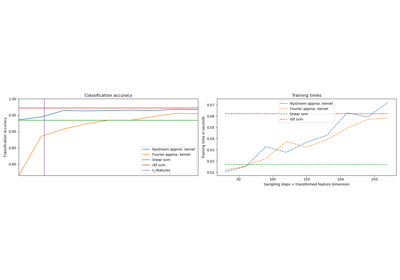 Classification accuracy
Classification accuracy
1.00
0.95
0.90
0.85
0.80
Nystroem approx. kernel
Fourier approx. kernel
linear svm
rbf svm
n_features
Training times
Training time in seconds
0.07
0.06
0.05
0.04
0.03
0.02
0.01
Nystroem approx. kernel
Fourier approx. kernel
linear svm
rbf svm
50
100
150
200
250
Sampling steps = transformed feature dimension